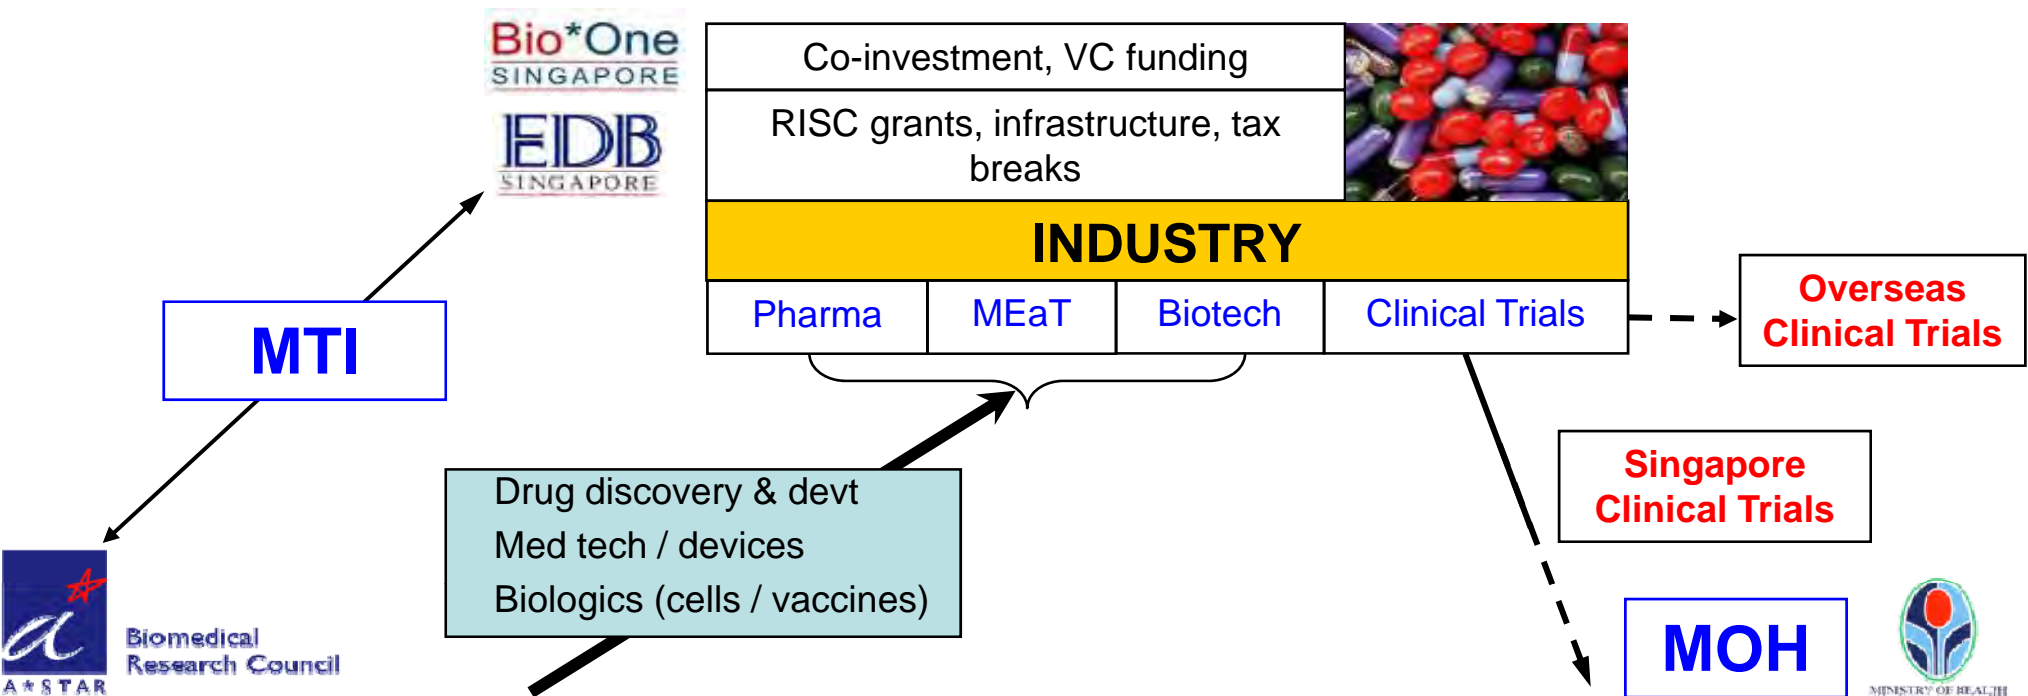 Bio*One
SINGAPORE
EDB
SINGAPORE
Co-investment, VC funding
RISC grants, infrastructure, tax
breaks
INDUSTRY
Pharma
MEaT
Biotech
Clinical Trials
Overseas
Clinical Trials
MTI
Singapore
Clinical Trials
Drug discovery & devt
Med tech / devices
Biologics (cells / vaccines)
a
A*STAR
Biomedical
Research Council
MOH
MINISTRY OF HEALTH